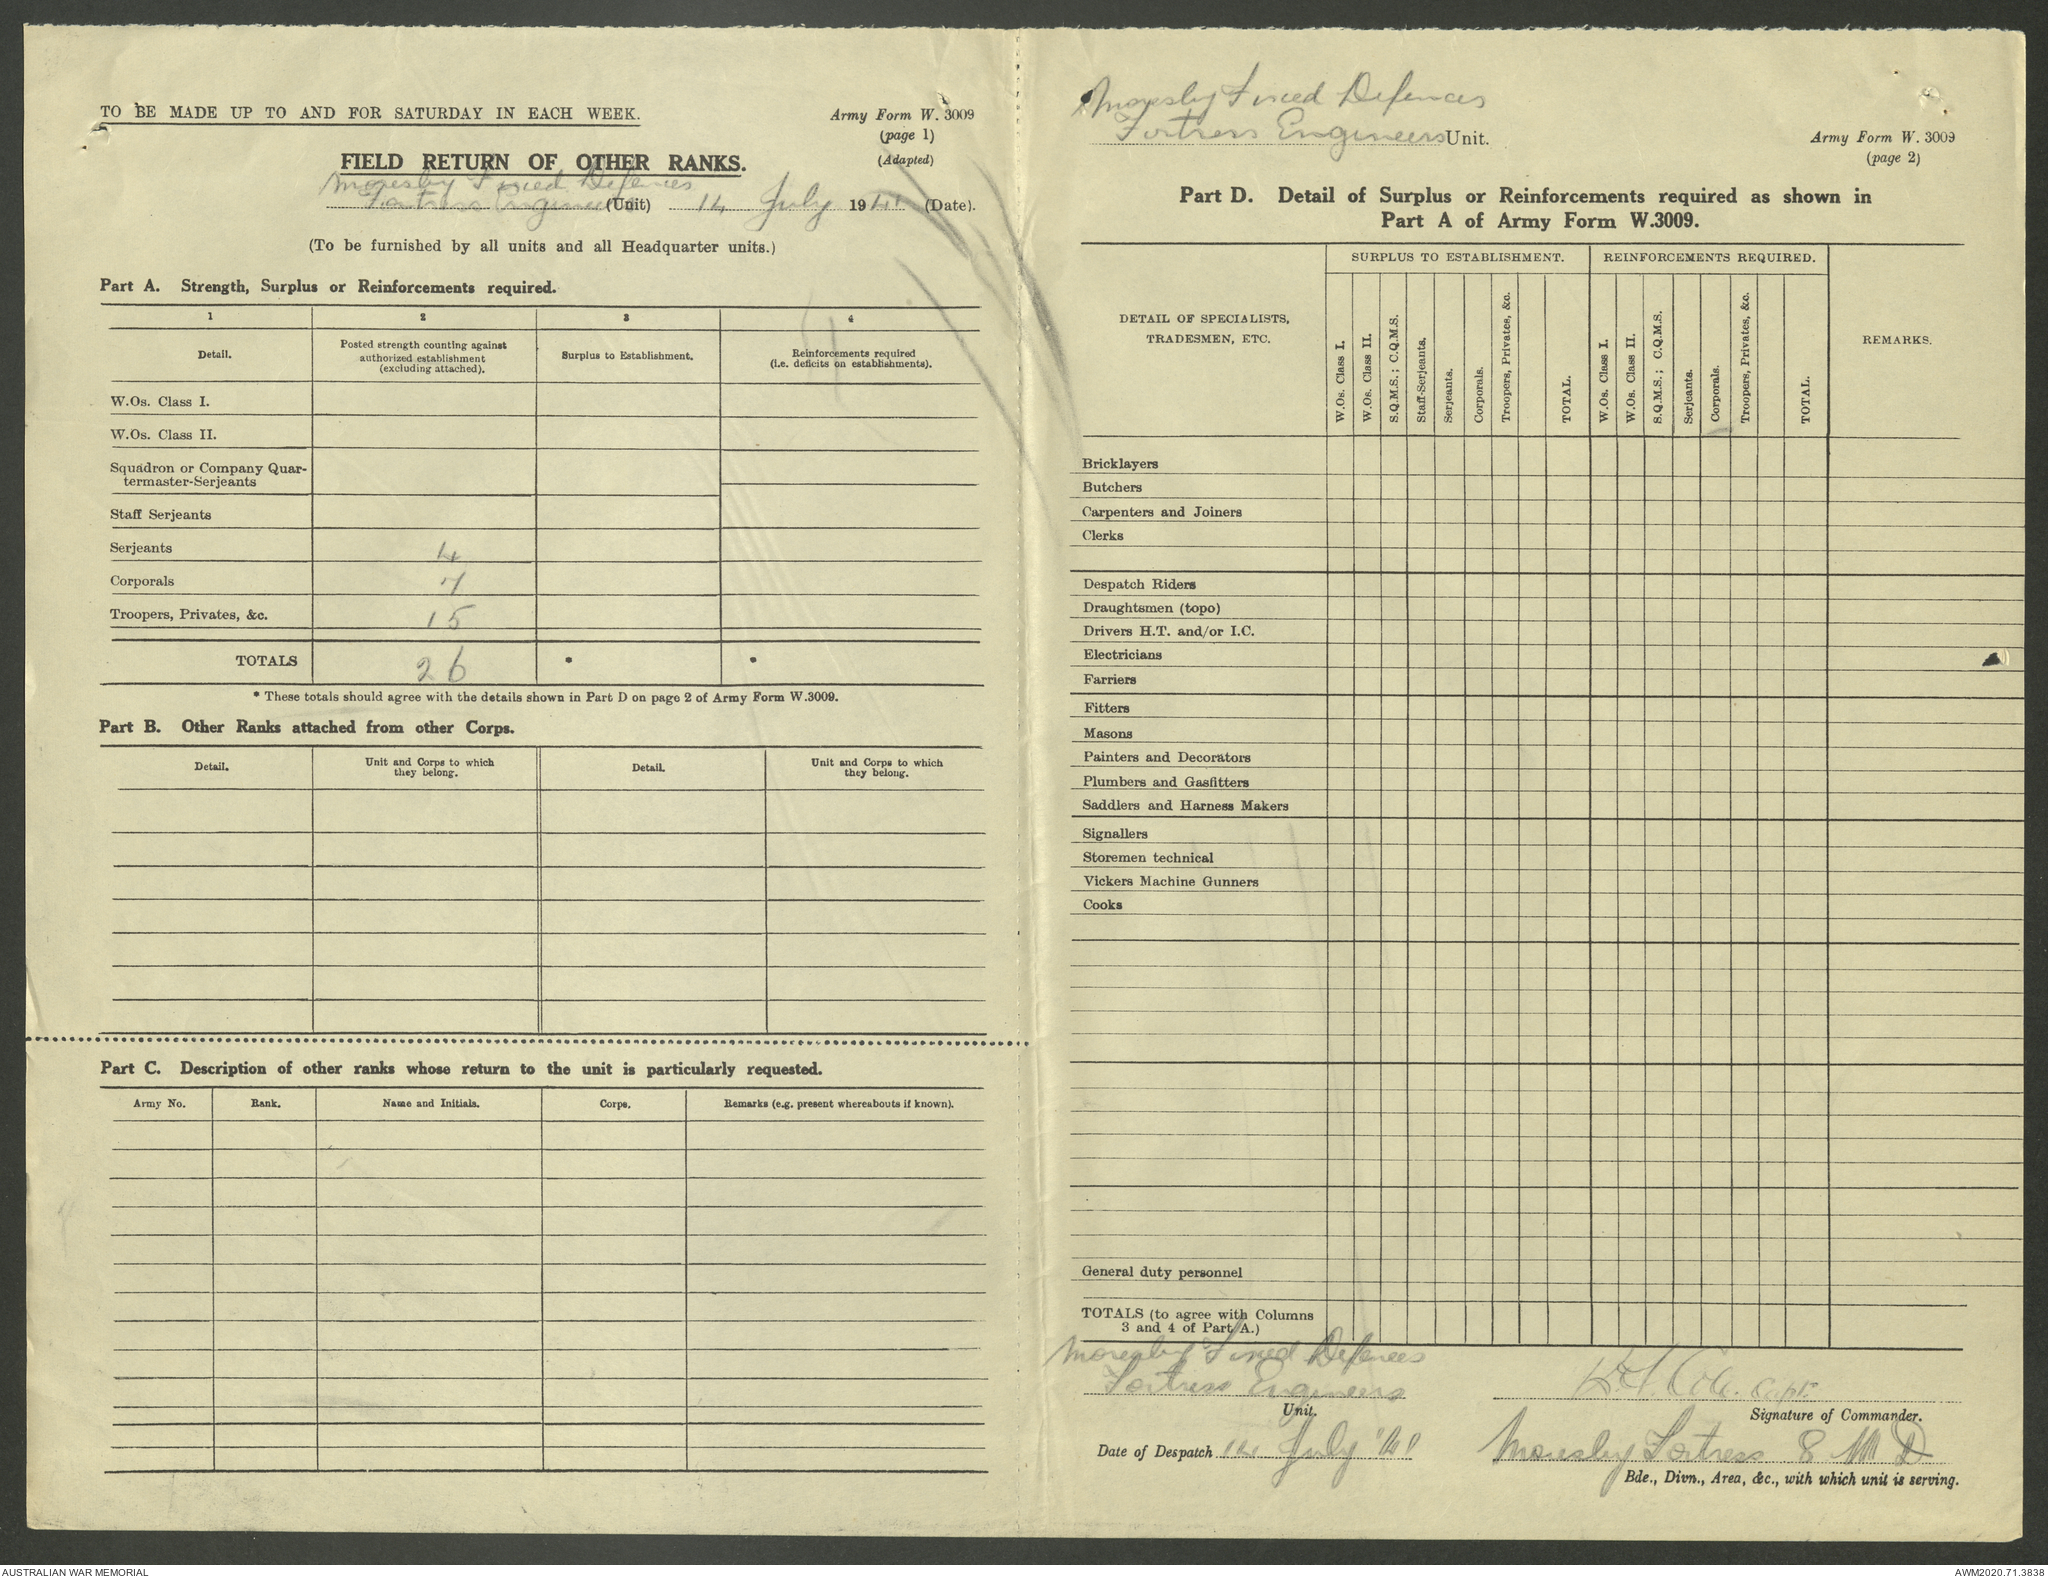 TO BE MADE UP TO AND FOR SATURDAY IN EACH WEEK.
Army Form W. 3009
(page 1)
(Adapted)
FIELD RETURN OF OTHER RANKS.
Moresby Fixed Defences
Fortress Engineers (Unit) 14 July 1941 (Date).
(To be furnished by all units and all Headquarter units.)
Part A. Strength, Surplus or Reinforcements required.
1 2 3 4
Detail.
Posted strength counting against authorized establishment (excluding attached).
Surplus to Establishment.
Reinforcements required (i.e. deficits on establishments).
W.Os. Class I.
W.Os. Class II.
Squadron or Company Quar-
termaster-Serjeants
Staff Serjeants
Serjeants 4
Corporals 7
Troopers, Privates, &c. 15
TOTALS 26 * *
* These totals should agree with the details shown in Part D on page 2 of Army Form W.3009.
Part B. Other Ranks attached from other Corps.
Detail. Unit and Corps to which they belong. Detail. Unit and Corps to which they belong.
Part C. Description of other ranks whose return to the unit is particularly requested.
Army No. Rank. Name and Initials. Corps. Remarks (e.g. present whereabouts if known).
Moresby Fixed Defences
Fortress Engineers Unit.
Army Form W. 3009
(page 2)
Part D. Detail of Surplus or Reinforcements required as shown in
Part A of Army Form W.3009.
SURPLUS TO ESTABLISHMENT. REINFORCEMENTS REQUIRED.
DETAIL OF SPECIALISTS,
TRADESMEN, ETC.
W.Os. Class I.
W.Os. Class II.
S.Q.M.S.; C.Q.M.S.
Staff-Serjeants.
Serjeants.
Corporals.
Troopers, Privates, &c.
TOTAL.
W.Os. Class I.
W.Os. Class II.
S.Q.M.S.; C.Q.M.S.
Serjeants.
Corporals.
Troopers, Privates, &c.
TOTAL.
REMARKS.
Bricklayers
Butchers
Carpenters and Joiners
Clerks
Despatch Riders
Draughtsmen (topo)
Drivers H.T. and/or I.C.
Electricians
Farriers
Fitters
Masons
Painters and Decorators
Plumbers and Gasfitters
Saddlers and Harness Makers
Signallers
Storemen technical
Vickers Machine Gunners
Cooks
General duty personnel
TOTALS (to agree with Columns
3 and 4 of Part A.)
Moresby Fixed Defences
Fortress Engineers
Unit.
Capt.
Signature of Commander.
Date of Despatch 14 July '41
Moresby Fortress 8 M D
Bde., Divn., Area, &c., with which unit is serving.
AUSTRALIAN WAR MEMORIAL
AWM2020.71.3838